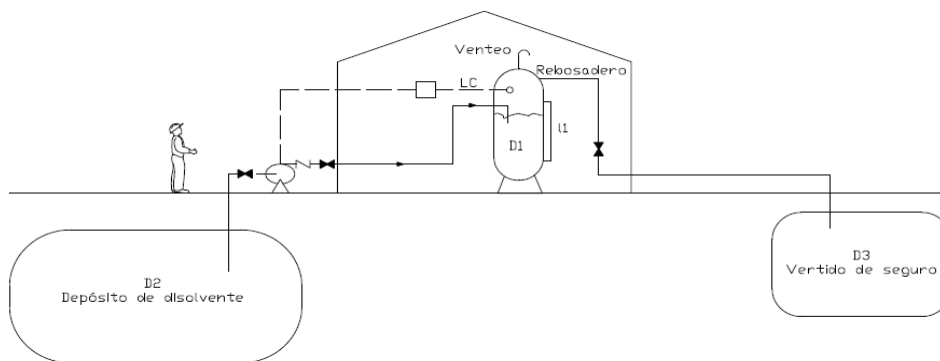 Venteo
Rebosadero
LC
D1
l1
D2
Depósito de disolvente
D3
Vertido de seguro